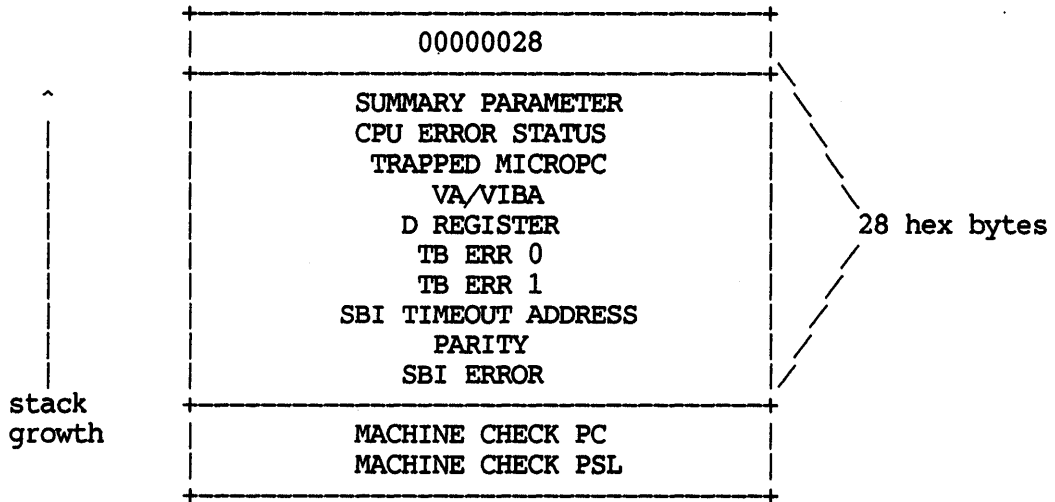 00000028
SUMMARY PARAMETER
CPU ERROR STATUS
TRAPPED MICROPC
VA/VIBA
D REGISTER
28 hex bytes
TB ERR 0
TB ERR 1
SBI TIMEOUT ADDRESS
PARITY
SBI ERROR
stack
growth
MACHINE CHECK PC
MACHINE CHECK PSL